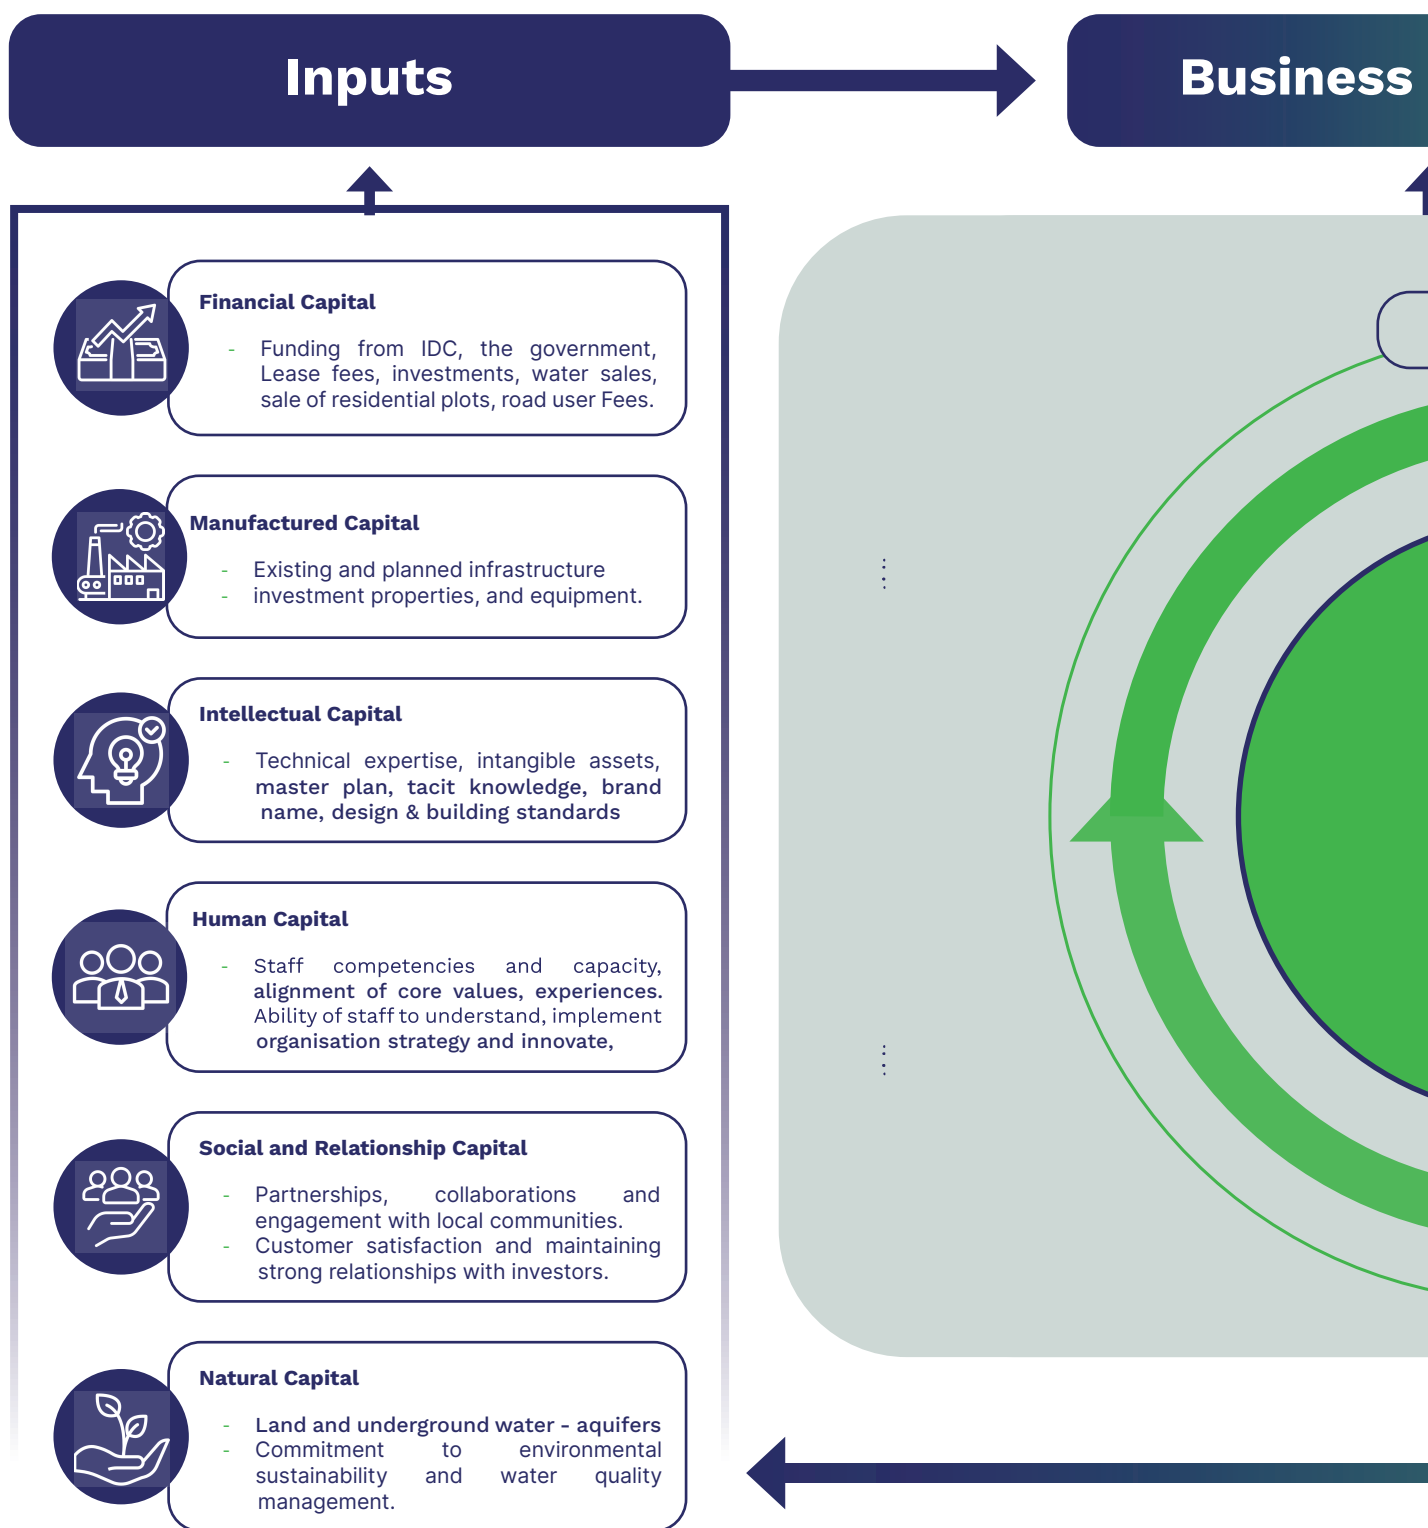 Inputs
Business
Financial Capital
- Funding from IDC, the government,
Lease fees, investments, water sales,
sale of residential plots, road user Fees.
Manufactured Capital
- Existing and planned infrastructure
- investment properties, and equipment.
Intellectual Capital
- Technical expertise, intangible assets,
master plan, tacit knowledge, brand
name, design & building standards
Human Capital
- Staff competencies and capacity,
alignment of core values, experiences.
Ability of staff to understand, implement
organisation strategy and innovate,
Social and Relationship Capital
- Partnerships, collaborations and
engagement with local communities.
- Customer satisfaction and maintaining
strong relationships with investors.
Natural Capital
- Land and underground water - aquifers
- Commitment to environmental
sustainability and water quality
management.